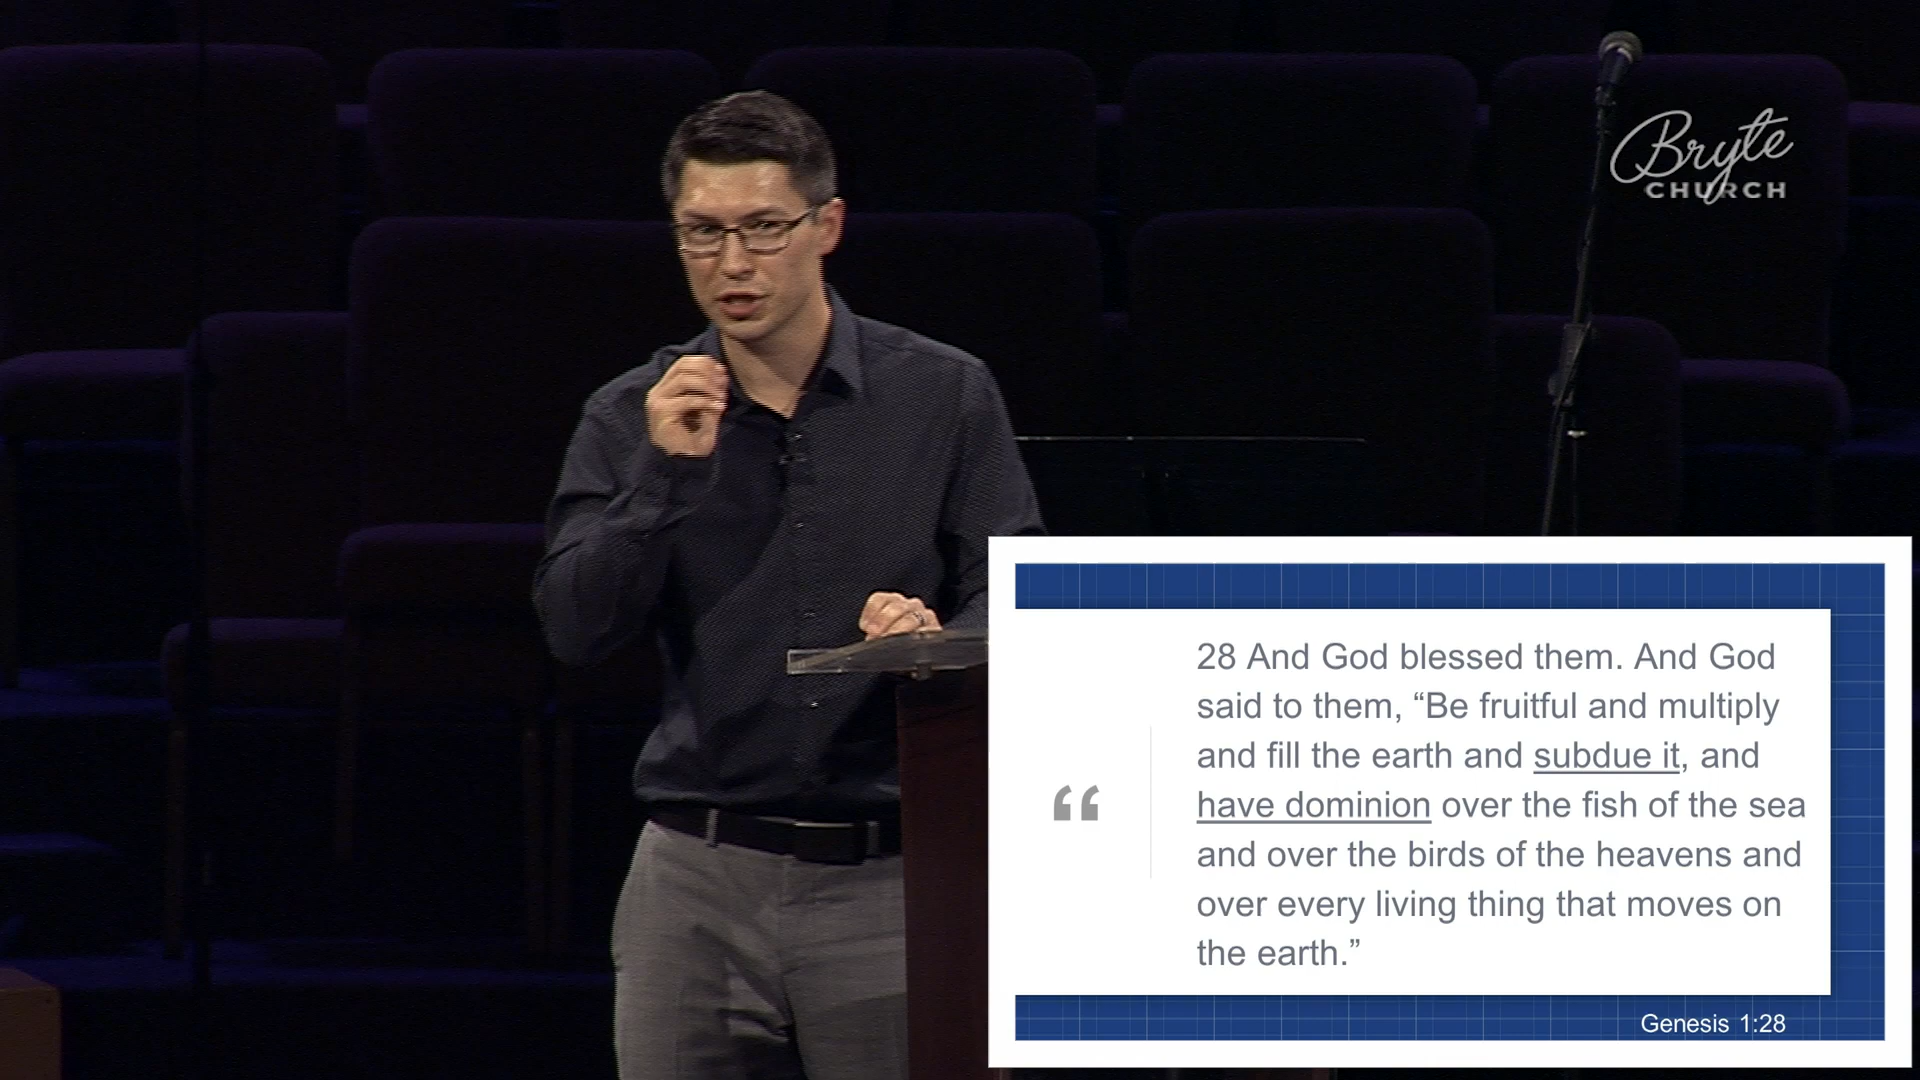 Bryte
CHURCH
28 And God blessed them. And God
said to them, “Be fruitful and multiply
and fill the earth and subdue it, and
have dominion over the fish of the sea
and over the birds of the heavens and
over every living thing that moves on
the earth.”
Genesis 1:28